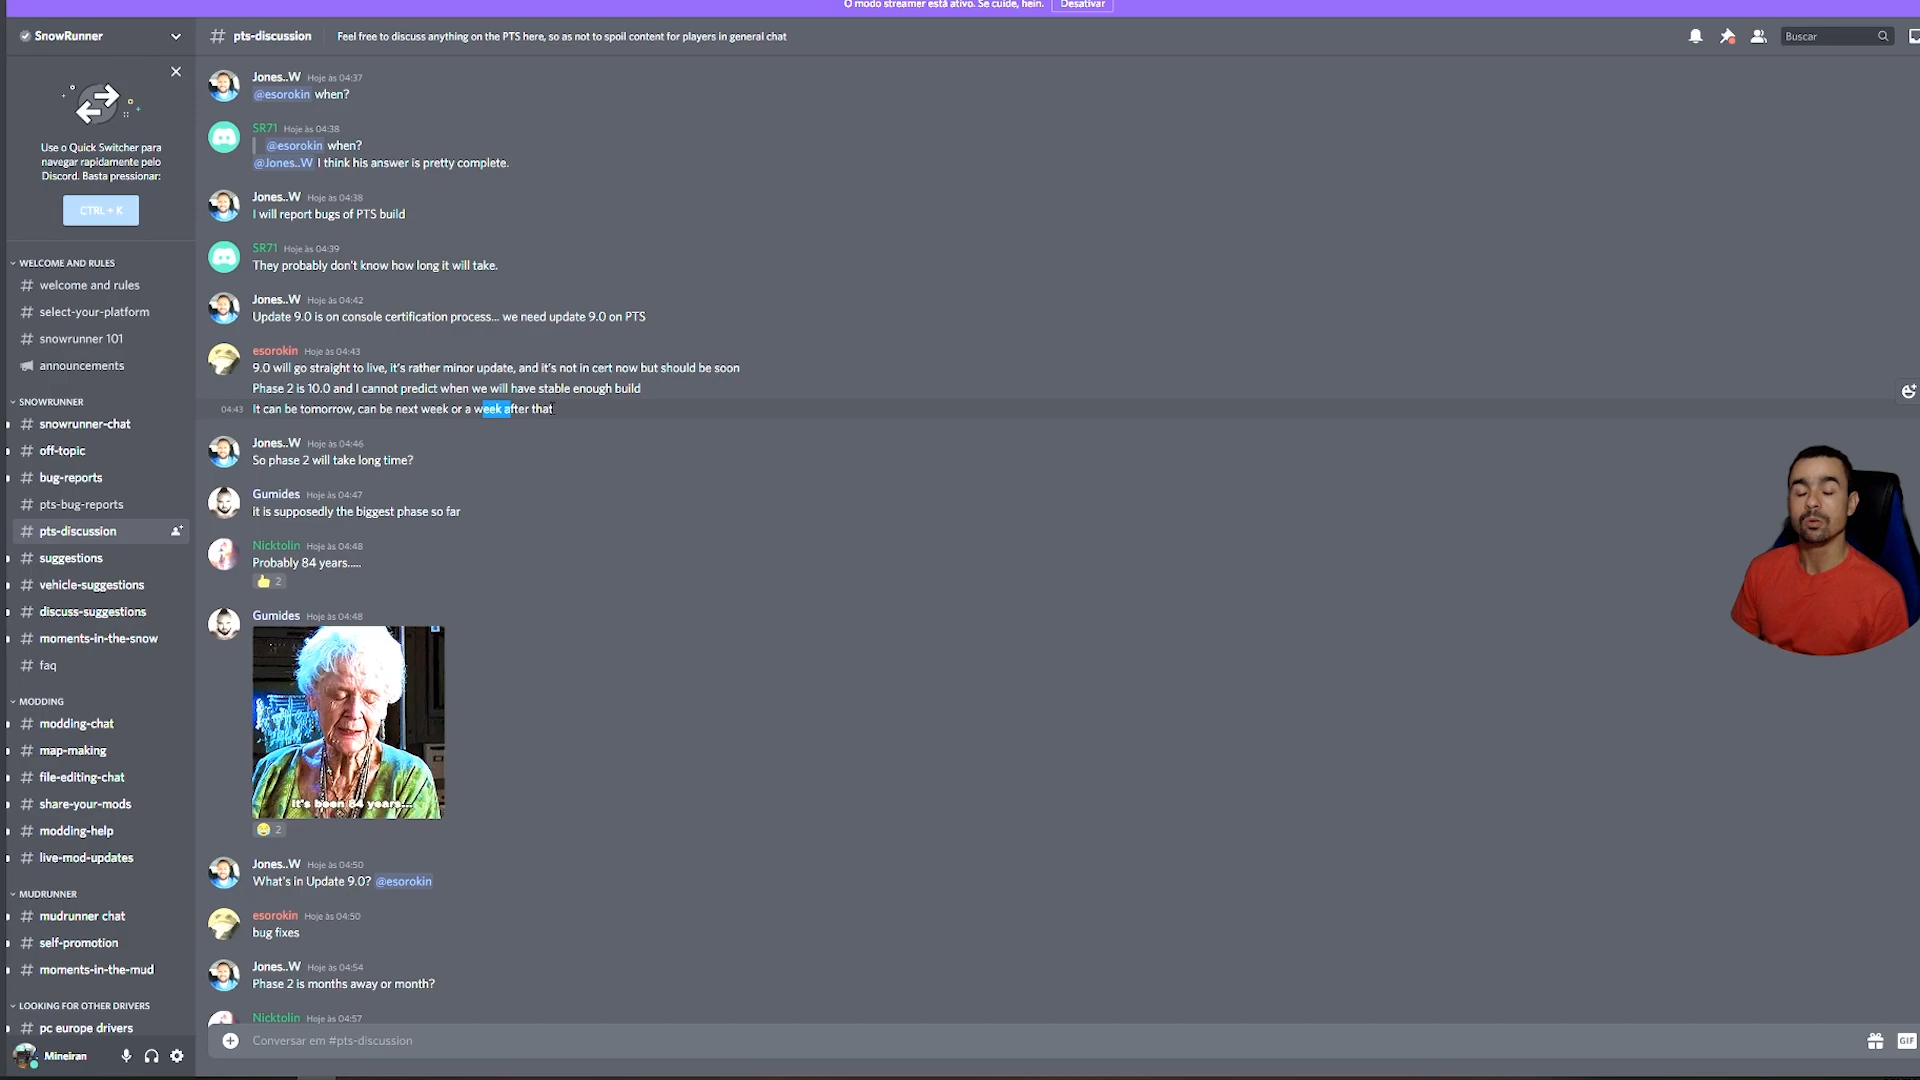 O modo streamer está ativo. Se cuide, hein.
Desativar
SnowRunner
pts-discussion
Feel free to discuss anything on the PTS here, so as not to spoil content for players in general chat
Buscar
Use o Quick Switcher para
navegar rapidamente pelo
Discord. Basta pressionar:
CTRL + K
WELCOME AND RULES
welcome and rules
select-your-platform
snowrunner 101
announcements
SNOWRUNNER
snowrunner-chat
off-topic
bug-reports
pts-bug-reports
pts-discussion
suggestions
vehicle-suggestions
discuss-suggestions
moments-in-the-snow
faq
MODDING
modding-chat
map-making
file-editing-chat
share-your-mods
modding-help
live-mod-updates
MUDRUNNER
mudrunner chat
self-promotion
moments-in-the-mud
LOOKING FOR OTHER DRIVERS
pc europe drivers
Mineiran
Jones..W Hoje às 04:37
@esorokin when?
SR71 Hoje às 04:38
@esorokin when?
@Jones..W I think his answer is pretty complete.
Jones..W Hoje às 04:38
I will report bugs of PTS build
SR71 Hoje às 04:39
They probably don't know how long it will take.
Jones..W Hoje às 04:42
Update 9.0 is on console certification process... we need update 9.0 on PTS
esorokin Hoje às 04:43
9.0 will go straight to live, it's rather minor update, and it's not in cert now but should be soon
Phase 2 is 10.0 and I cannot predict when we will have stable enough build
04:43 It can be tomorrow, can be next week or a week after that
Jones..W Hoje às 04:46
So phase 2 will take long time?
Gumides Hoje às 04:47
it is supposedly the biggest phase so far
Nicktolin Hoje às 04:48
Probably 84 years.....
2
Gumides Hoje às 04:48
It's been 84 years...
2
Jones..W Hoje às 04:50
What's in Update 9.0? @esorokin
esorokin Hoje às 04:50
bug fixes
Jones..W Hoje às 04:54
Phase 2 is months away or month?
Nicktolin Hoje às 04:57
Conversar em #pts-discussion
GIF